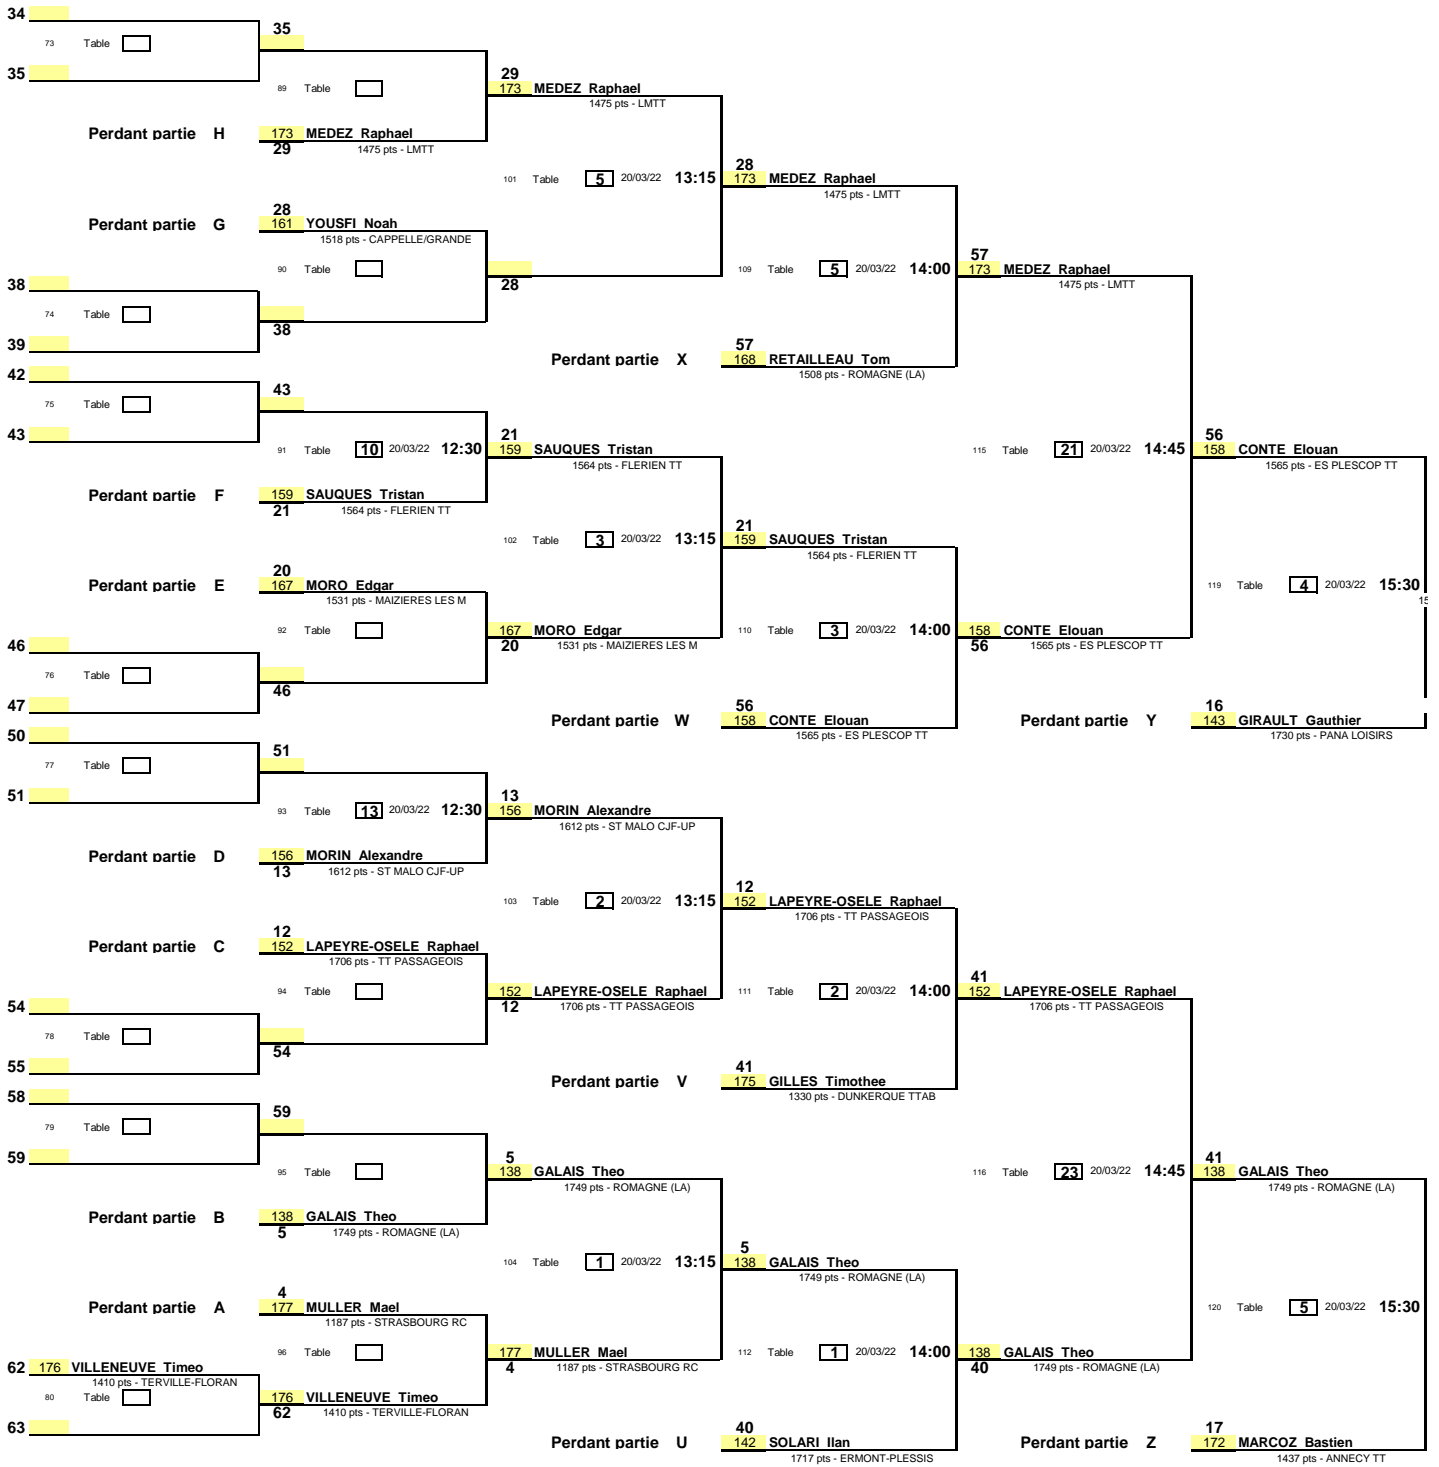 34
73 Table
35
35
89 Table
29
173 MEDEZ Raphael
1475 pts - LMTT
Perdant partie H 173 MEDEZ Raphael
29 1475 pts - LMTT
101 Table 5 20/03/22 13:15
28
173 MEDEZ Raphael
1475 pts - LMTT
28
Perdant partie G 161 YOUSFI Noah
1518 pts - CAPPELLE/GRANDE
90 Table
28
38
74 Table
38
39
109 Table 5 20/03/22 14:00
57
173 MEDEZ Raphael
1475 pts - LMTT
57
Perdant partie X 168 RETAILLEAU Tom
1508 pts - ROMAGNE (LA)
42
75 Table
43
43
91 Table 10 20/03/22 12:30
21
159 SAUQUES Tristan
1564 pts - FLERIEN TT
115 Table 21 20/03/22 14:45
56
158 CONTE Elouan
1565 pts - ES PLESCOP TT
Perdant partie F 159 SAUQUES Tristan
21 1564 pts - FLERIEN TT
102 Table 3 20/03/22 13:15
21
159 SAUQUES Tristan
1564 pts - FLERIEN TT
20
Perdant partie E 167 MORO Edgar
1531 pts - MAIZIERES LES M
119 Table 4 20/03/22 15:30
15
92 Table
167 MORO Edgar
20 1531 pts - MAIZIERES LES M
110 Table 3 20/03/22 14:00
158 CONTE Elouan
56 1565 pts - ES PLESCOP TT
46
76 Table
46
47
56
Perdant partie W 158 CONTE Elouan
1565 pts - ES PLESCOP TT
16
Perdant partie Y 143 GIRAULT Gauthier
1730 pts - PANA LOISIRS
50
77 Table
51
51
93 Table 13 20/03/22 12:30
13
156 MORIN Alexandre
1612 pts - ST MALO CJF-UP
Perdant partie D 156 MORIN Alexandre
13 1612 pts - ST MALO CJF-UP
103 Table 2 20/03/22 13:15
12
152 LAPEYRE-OSELE Raphael
1706 pts - TT PASSAGEOIS
12
Perdant partie C 152 LAPEYRE-OSELE Raphael
1706 pts - TT PASSAGEOIS
94 Table
152 LAPEYRE-OSELE Raphael
12 1706 pts - TT PASSAGEOIS
111 Table 2 20/03/22 14:00
41
152 LAPEYRE-OSELE Raphael
1706 pts - TT PASSAGEOIS
54
78 Table
54
55
41
Perdant partie V 175 GILLES Timothee
1330 pts - DUNKERQUE TTAB
58
79 Table
59
59
95 Table
5
138 GALAIS Theo
1749 pts - ROMAGNE (LA)
116 Table 23 20/03/22 14:45
41
138 GALAIS Theo
1749 pts - ROMAGNE (LA)
Perdant partie B 138 GALAIS Theo
5 1749 pts - ROMAGNE (LA)
104 Table 1 20/03/22 13:15
5
138 GALAIS Theo
1749 pts - ROMAGNE (LA)
4
Perdant partie A 177 MULLER Mael
1187 pts - STRASBOURG RC
120 Table 5 20/03/22 15:30
96 Table
177 MULLER Mael
4 1187 pts - STRASBOURG RC
112 Table 1 20/03/22 14:00
138 GALAIS Theo
40 1749 pts - ROMAGNE (LA)
62 176 VILLENEUVE Timeo
1410 pts - TERVILLE-FLORAN
80 Table
176 VILLENEUVE Timeo
62 1410 pts - TERVILLE-FLORAN
63
40
Perdant partie U 142 SOLARI Ilan
1717 pts - ERMONT-PLESSIS
17
Perdant partie Z 172 MARCOZ Bastien
1437 pts - ANNECY TT